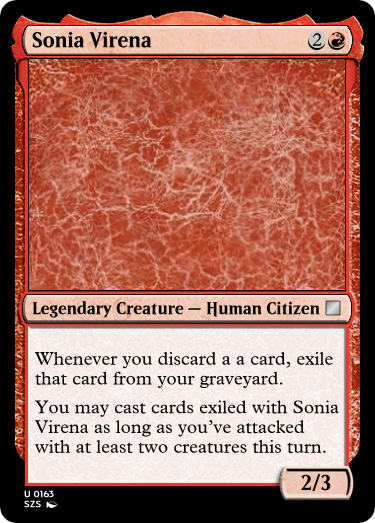 Sonia Virena 2
Legendary Creature — Human Citizen
Whenever you discard a a card, exile
that card from your graveyard.
You may cast cards exiled with Sonia
Virena as long as you've attacked
with at least two creatures this turn.
2/3
U 0163
SZS